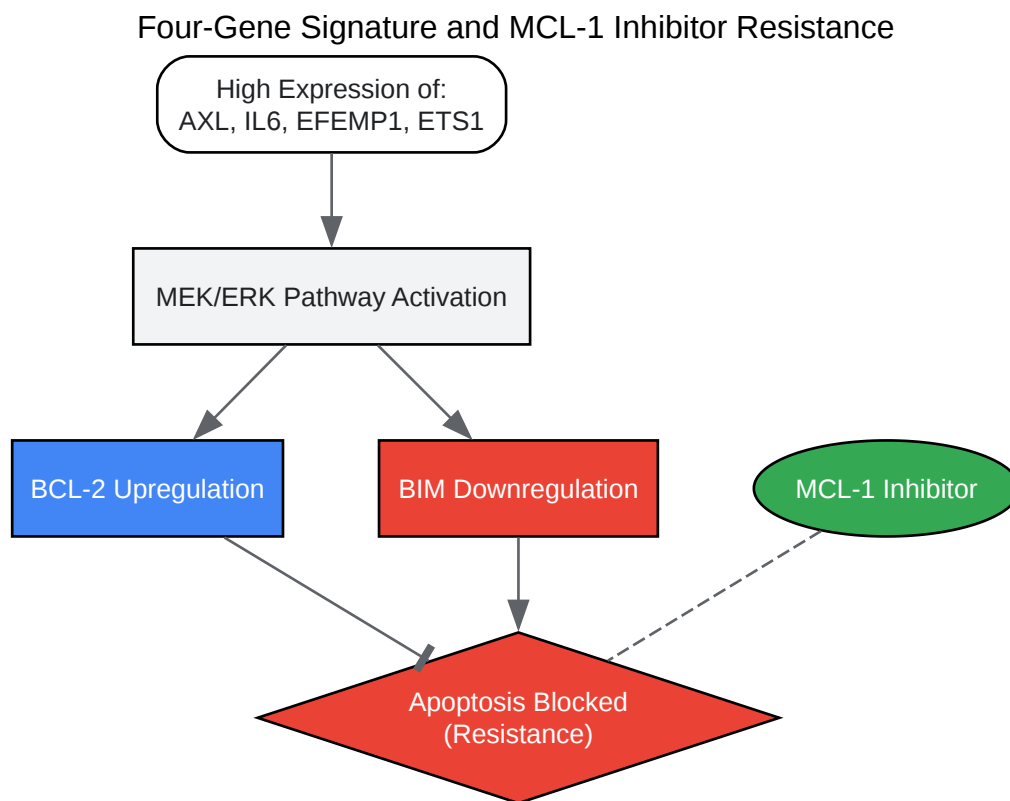 Four-Gene Signature and MCL-1 Inhibitor Resistance
High Expression of:
AXL, IL6, EFEMP1, ETS1
MEK/ERK Pathway Activation
BCL-2 Upregulation
BIM Downregulation
MCL-1 Inhibitor
Apoptosis Blocked
(Resistance)